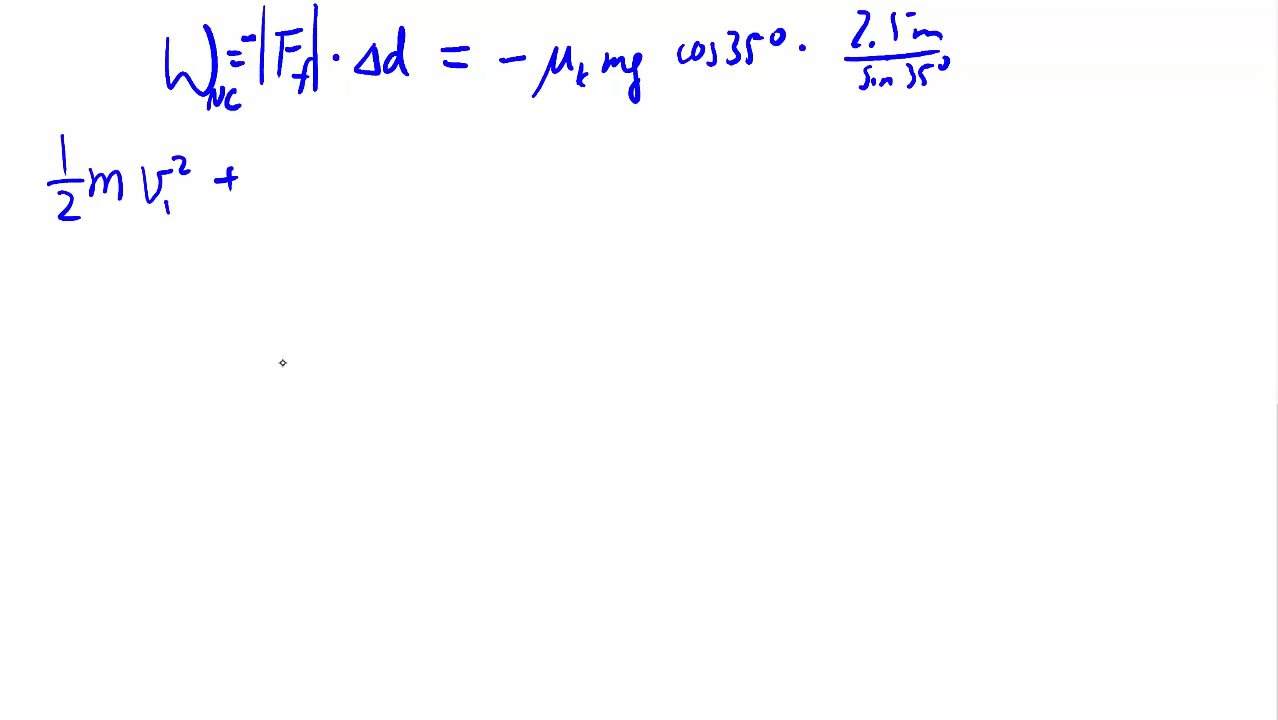 W_NC = -|F_f| · Δd = -μ_k mg cos35° · 2.5m / sin 35°
1/2 m v_1^2 +